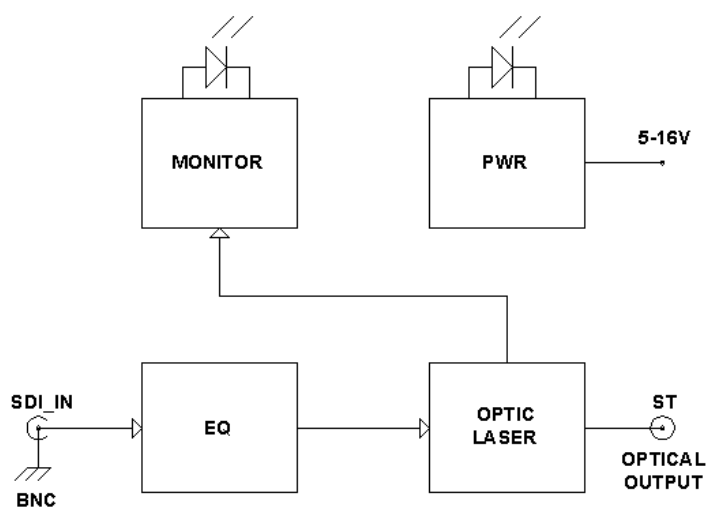 MONITOR
PWR
5-16V
SDI_IN
BNC
EQ
OPTIC
LASER
ST
OPTICAL
OUTPUT